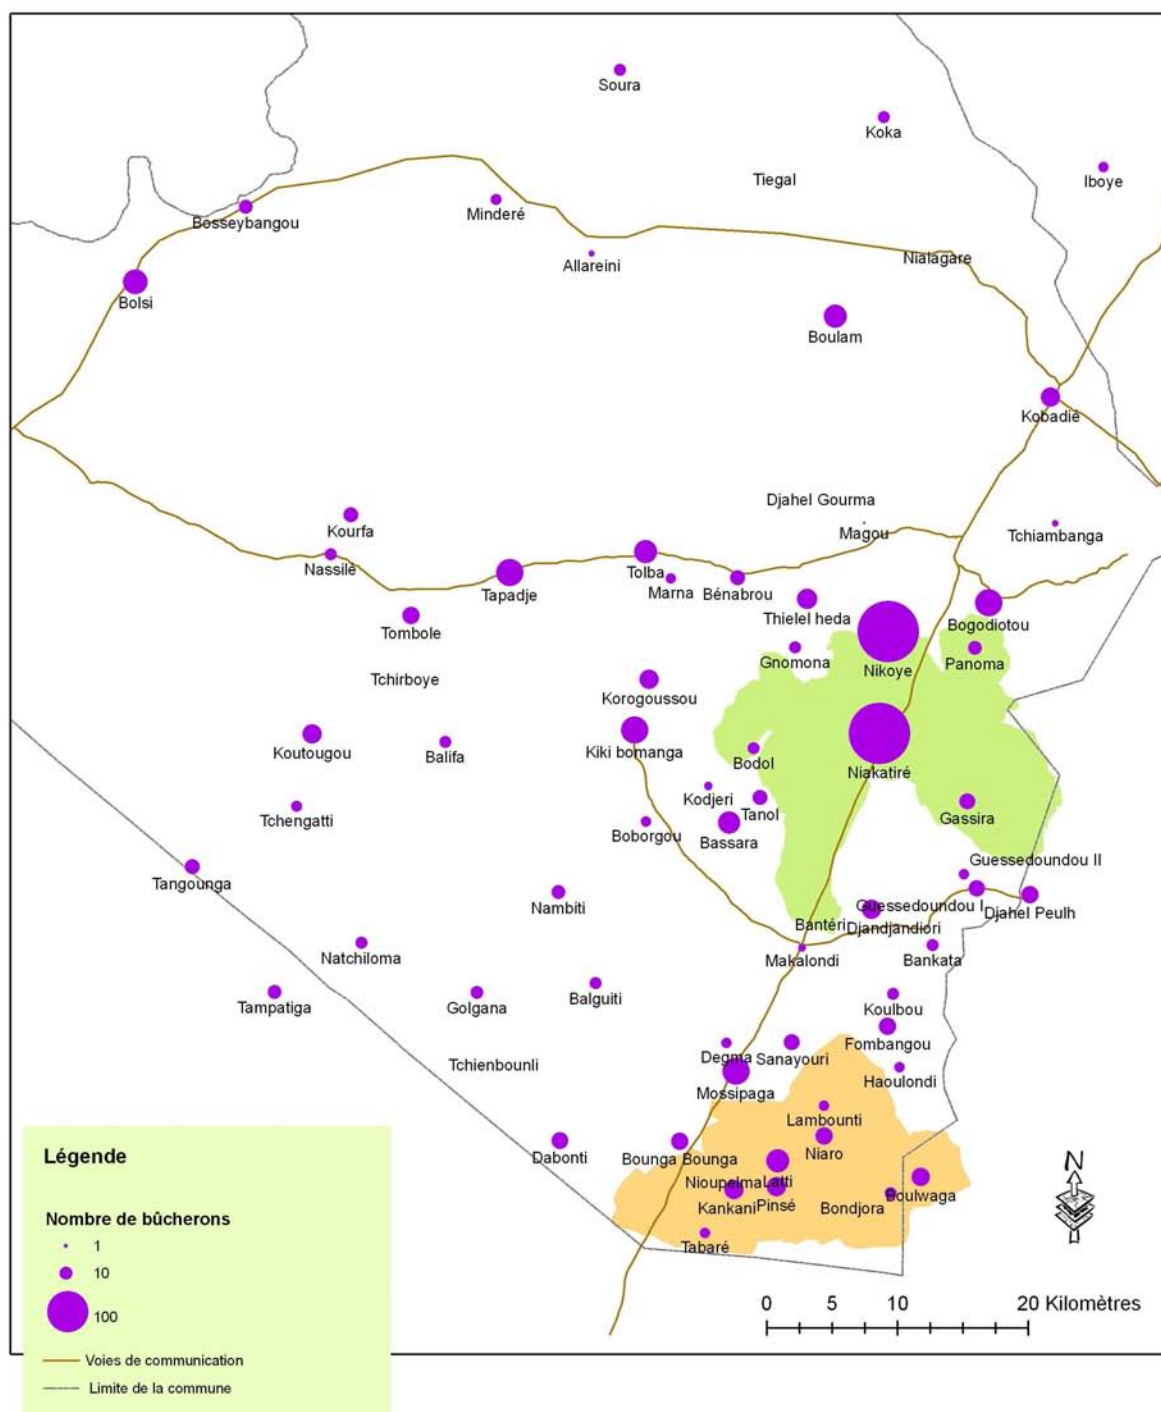 Soura
Koka
Tiegal
Iboye
Minderé
Bosseybangou
Allareini
Nialagare
Bolsi
Boulam
Kobadié
Djahel Gourma
Kourfa
Magou
Tchiambanga
Nassilé
Tolba
Tapadje
Marna
Bénabrou
Thielel heda
Bogodiotou
Tombole
Gnomona
Nikoye
Panoma
Tchirboye
Korogoussou
Koutougou
Balifa
Kiki bomanga
Bodol
Niakatiré
Kodjeri
Tchengatti
Boborgou
Tanol
Bassara
Gassira
Guessedoundou II
Tangounga
Nambiti
Guessedoundou I
Djahel Peulh
Bantéri
Djandjandiori
Natchiloma
Makalondi
Bankata
Tampatiga
Golgana
Balguiti
Koulbou
Fombangou
Degma
Sanayouri
Tchienbounli
Haoulondi
Mossipaga
Lambounti
Dabonti
Bounga Bounga
Niaro
Nioupelma
Latti
Boulwaga
Kankani
Pinsé
Bondjora
Tabaré
N
Légende
Nombre de bûcherons
1
10
100
Voies de communication
Limite de la commune
0 5 10 20 Kilomètres